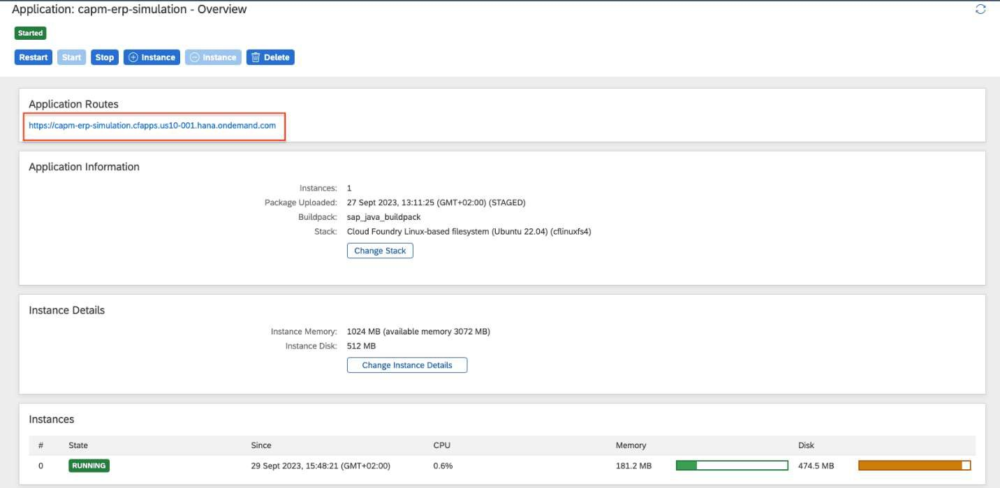 Application: capm-erp-simulation - Overview
Started
Restart Start Stop Instance Instance Delete
Application Routes
https://capm-erp-simulation.cfapps.us10-001.hana.ondemand.com
Application Information
Instances: 1
Package Uploaded: 27 Sept 2023, 13:11:25 (GMT+02:00) (STAGED)
Buildpack: sap_java_buildpack
Stack: Cloud Foundry Linux-based filesystem (Ubuntu 22.04) (cflinuxfs4)
Change Stack
Instance Details
Instance Memory: 1024 MB (available memory 3072 MB)
Instance Disk: 512 MB
Change Instance Details
Instances
# State Since CPU Memory Disk
0 RUNNING 29 Sept 2023, 15:48:21 (GMT+02:00) 0.6% 181.2 MB 474.5 MB